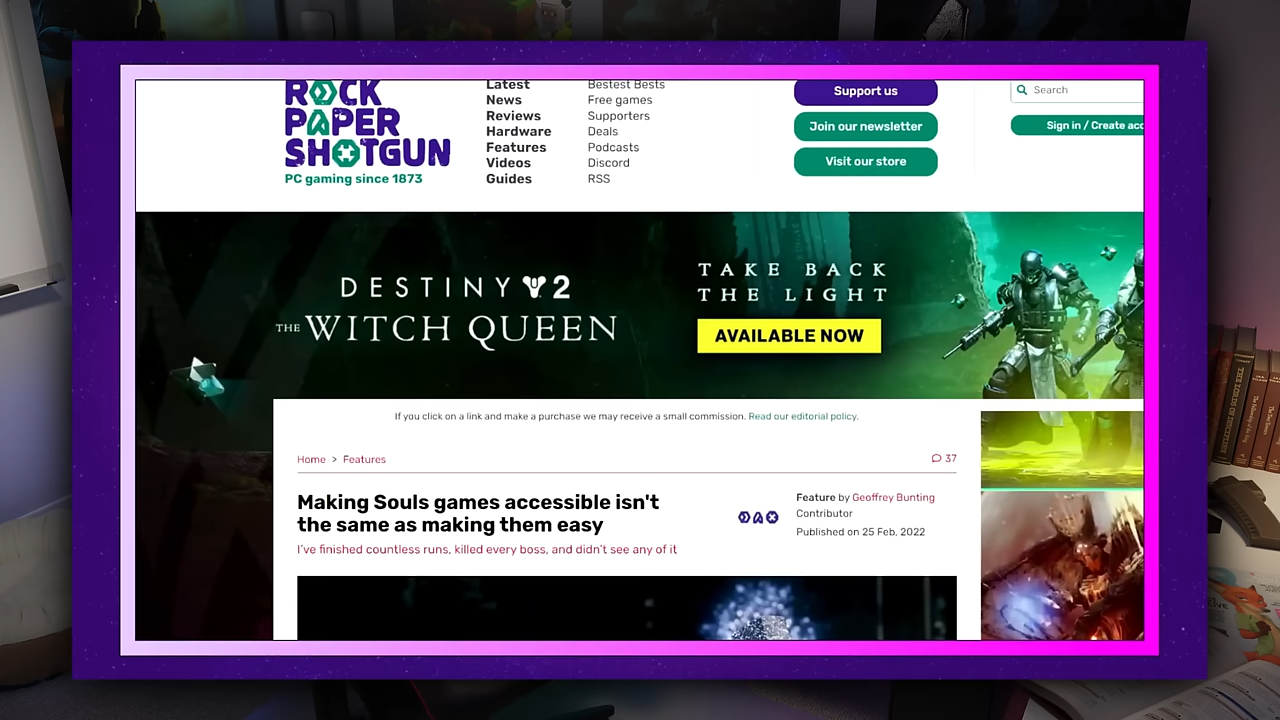 ROCK
PAPER
SHOTGUN
PC gaming since 1873
Latest
News
Reviews
Hardware
Features
Videos
Guides
Bestest Bests
Free games
Supporters
Deals
Podcasts
Discord
RSS
Support us
Join our newsletter
Visit our store
Search
Sign in / Create acc
DESTINY 2
THE WITCH QUEEN
TAKE BACK
THE LIGHT
AVAILABLE NOW
If you click on a link and make a purchase we may receive a small commission. Read our editorial policy.
Home > Features
37
Making Souls games accessible isn't
the same as making them easy
I've finished countless runs, killed every boss, and didn't see any of it
Feature by Geoffrey Bunting
Contributor
Published on 25 Feb, 2022